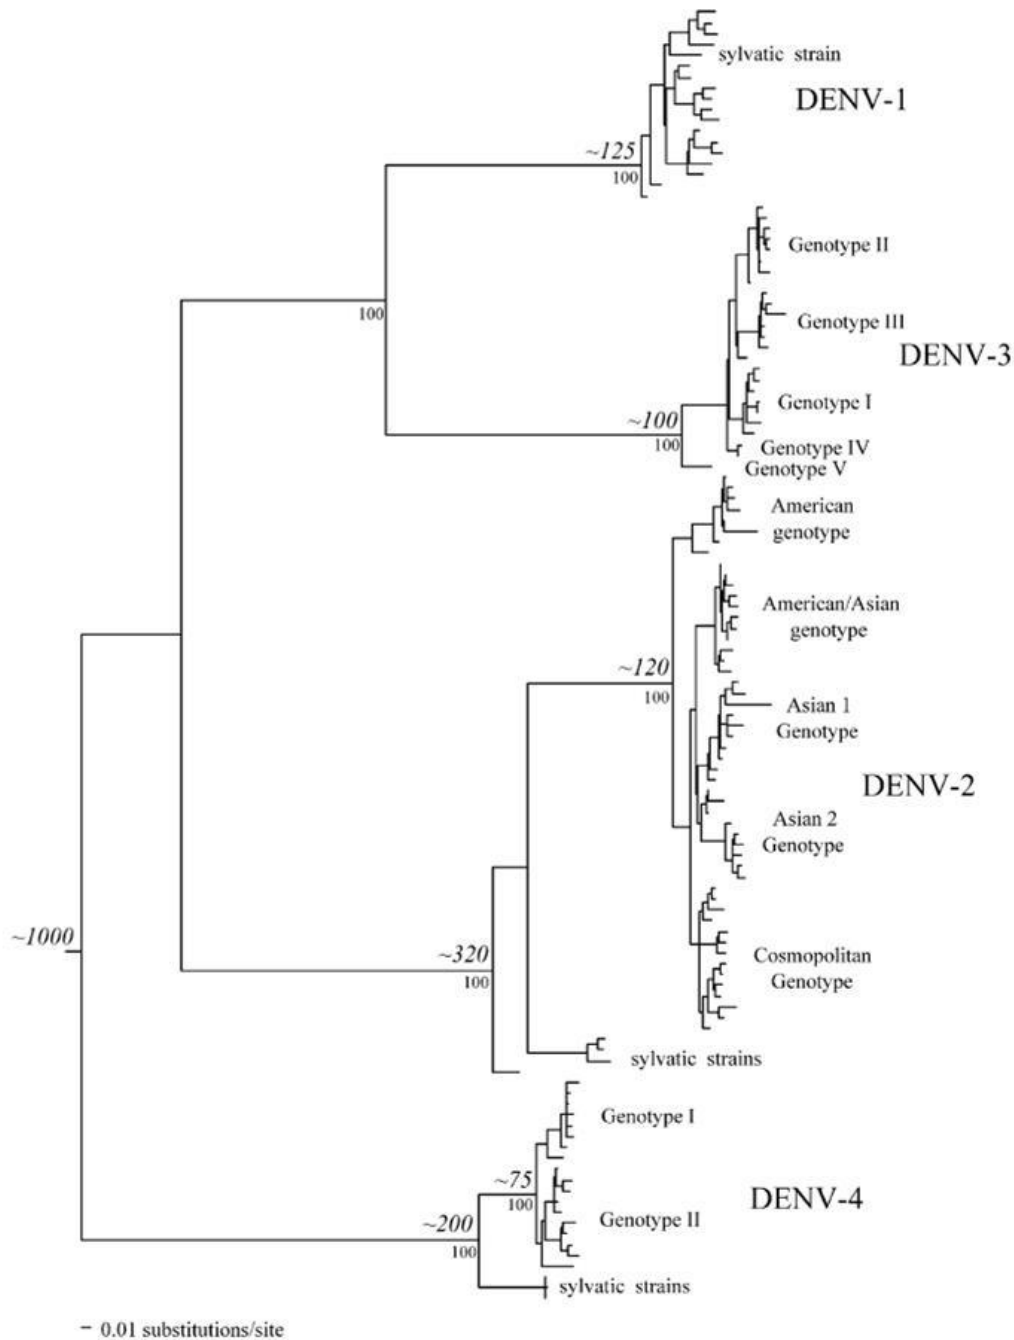 sylvatic strain
DENV-1
~125
100
Genotype II
100
Genotype III
DENV-3
Genotype I
~100
100
Genotype IV
Genotype V
American
genotype
American/Asian
genotype
~120
100
Asian 1
Genotype
DENV-2
Asian 2
Genotype
~1000
~320
100
Cosmopolitan
Genotype
sylvatic strains
Genotype I
~75
100
DENV-4
Genotype II
~200
100
sylvatic strains
0.01 substitutions/site